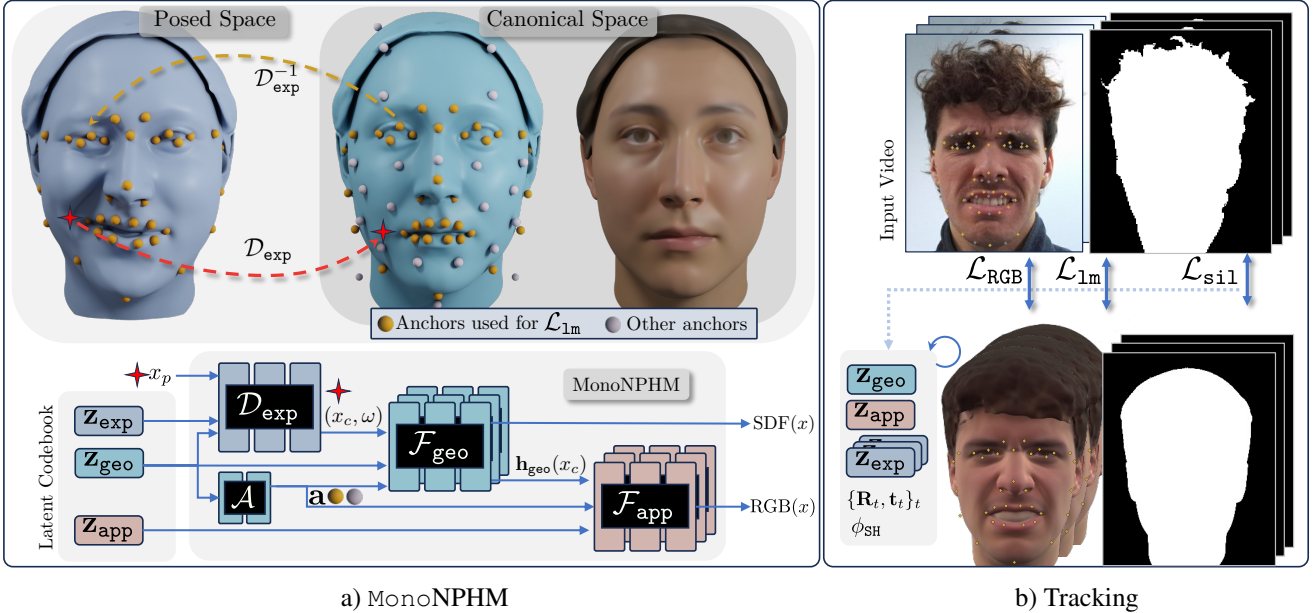 Posed Space
Canonical Space
𝒟_exp^{-1}
𝒟_exp
Anchors used for ℒ_lm
Other anchors
MonoNPHM
x_p
Latent Codebook
𝐙_exp
𝐙_geo
𝐙_app
𝒟_exp
(x_c, ω)
𝒜
𝐚
ℱ_geo
𝐡_geo(x_c)
ℱ_app
SDF(x)
RGB(x)
a) MonoNPHM
Input Video
ℒ_RGB
ℒ_lm
ℒ_sil
𝐙_geo
𝐙_app
𝐙_exp
{𝐑_t, 𝐭_t}_t
ϕ_SH
b) Tracking